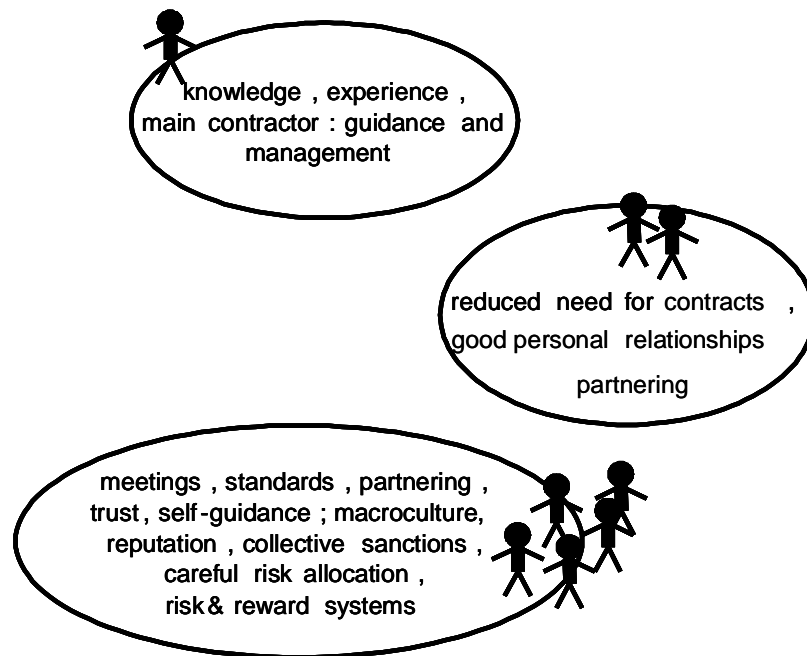 knowledge , experience ,
main contractor : guidance and
management
reduced need for contracts ,
good personal relationships
partnering
meetings , standards , partnering ,
trust , self-guidance ; macroculture,
reputation , collective sanctions ,
careful risk allocation ,
risk & reward systems